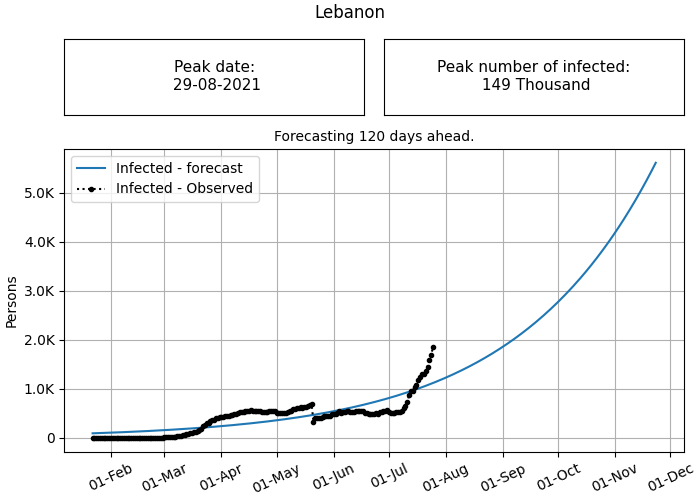 Lebanon
Peak date:
29-08-2021
Peak number of infected:
149 Thousand
Forecasting 120 days ahead.
Infected - forecast
Infected - Observed
5.0K
4.0K
3.0K
2.0K
1.0K
0
Persons
01-Feb
01-Mar
01-Apr
01-May
01-Jun
01-Jul
01-Aug
01-Sep
01-Oct
01-Nov
01-Dec